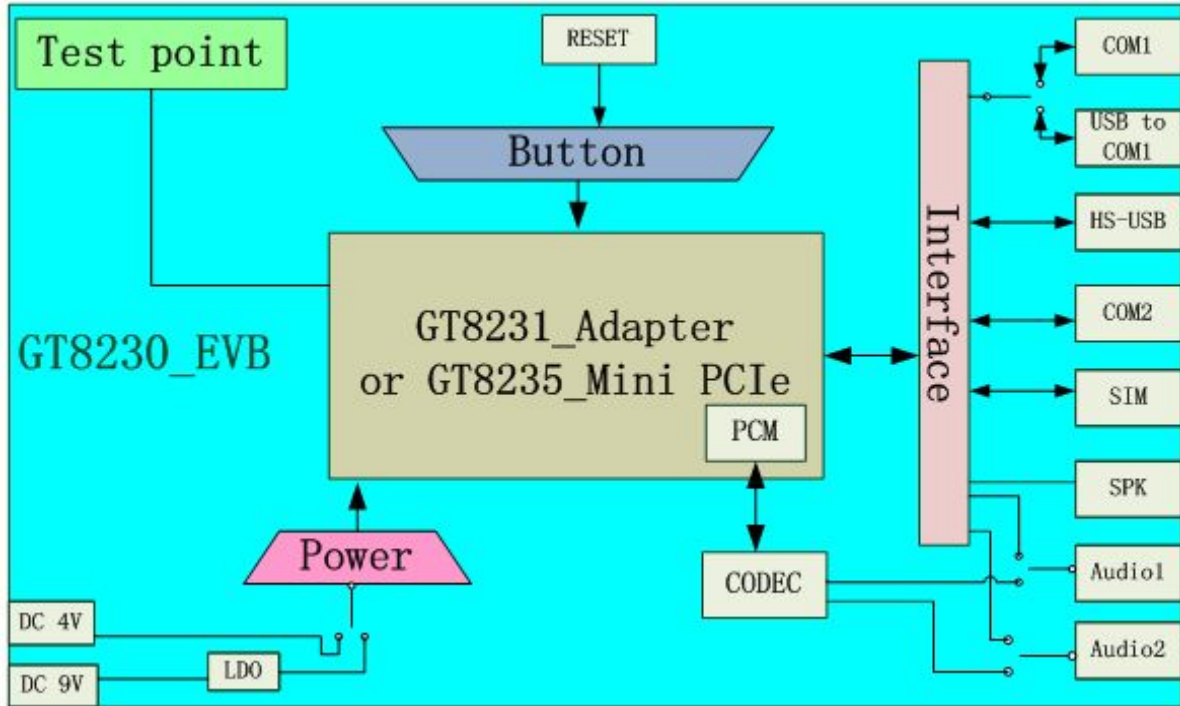 Test point
RESET
Button
GT8230_EVB
GT8231_Adapter
or GT8235_Mini PCIe
PCM
CODEC
Power
DC 4V
DC 9V
LDO
Interface
COM1
USB to
COM1
HS-USB
COM2
SIM
SPK
Audio1
Audio2